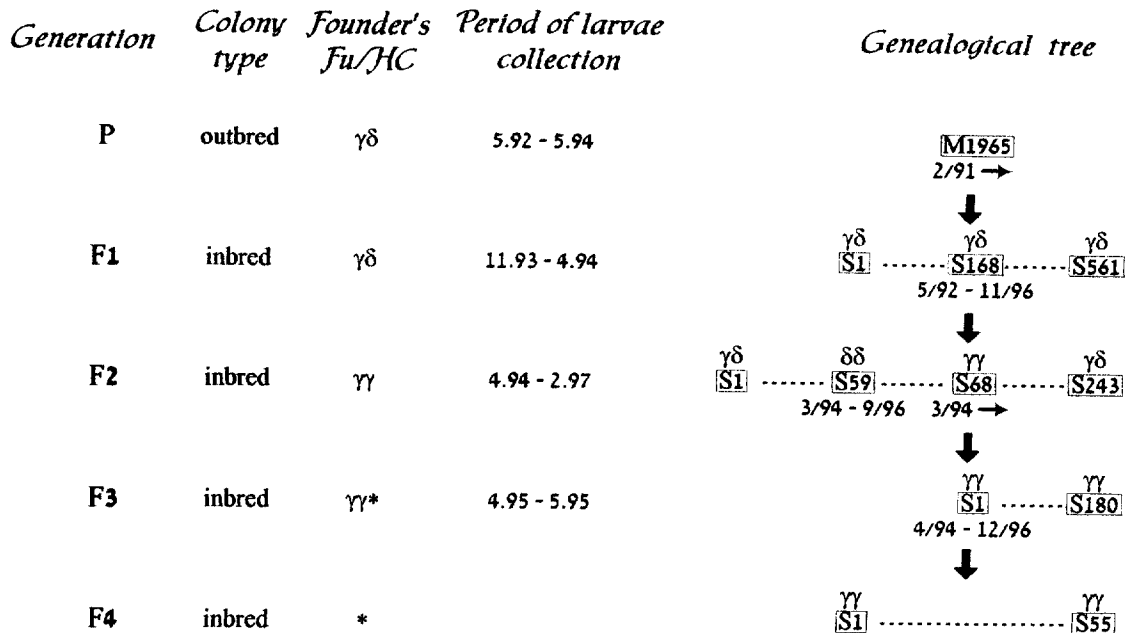 Generation Colony type Founder's Fu/HC Period of larvae collection Genealogical tree
P outbred γδ 5.92 - 5.94 M1965
2/91 →
γδ γδ γδ
F1 inbred γδ 11.93 - 4.94 S1 ....... S168 ....... S561
5/92 - 11/96
γδ δδ γγ γδ
F2 inbred γγ 4.94 - 2.97 S1 ....... S59 ....... S68 ....... S243
3/94 - 9/96 3/94 →
γγ γγ
F3 inbred γγ* 4.95 - 5.95 S1 ...... S180
4/94 - 12/96
γγ γγ
F4 inbred * S1 ..................... S55